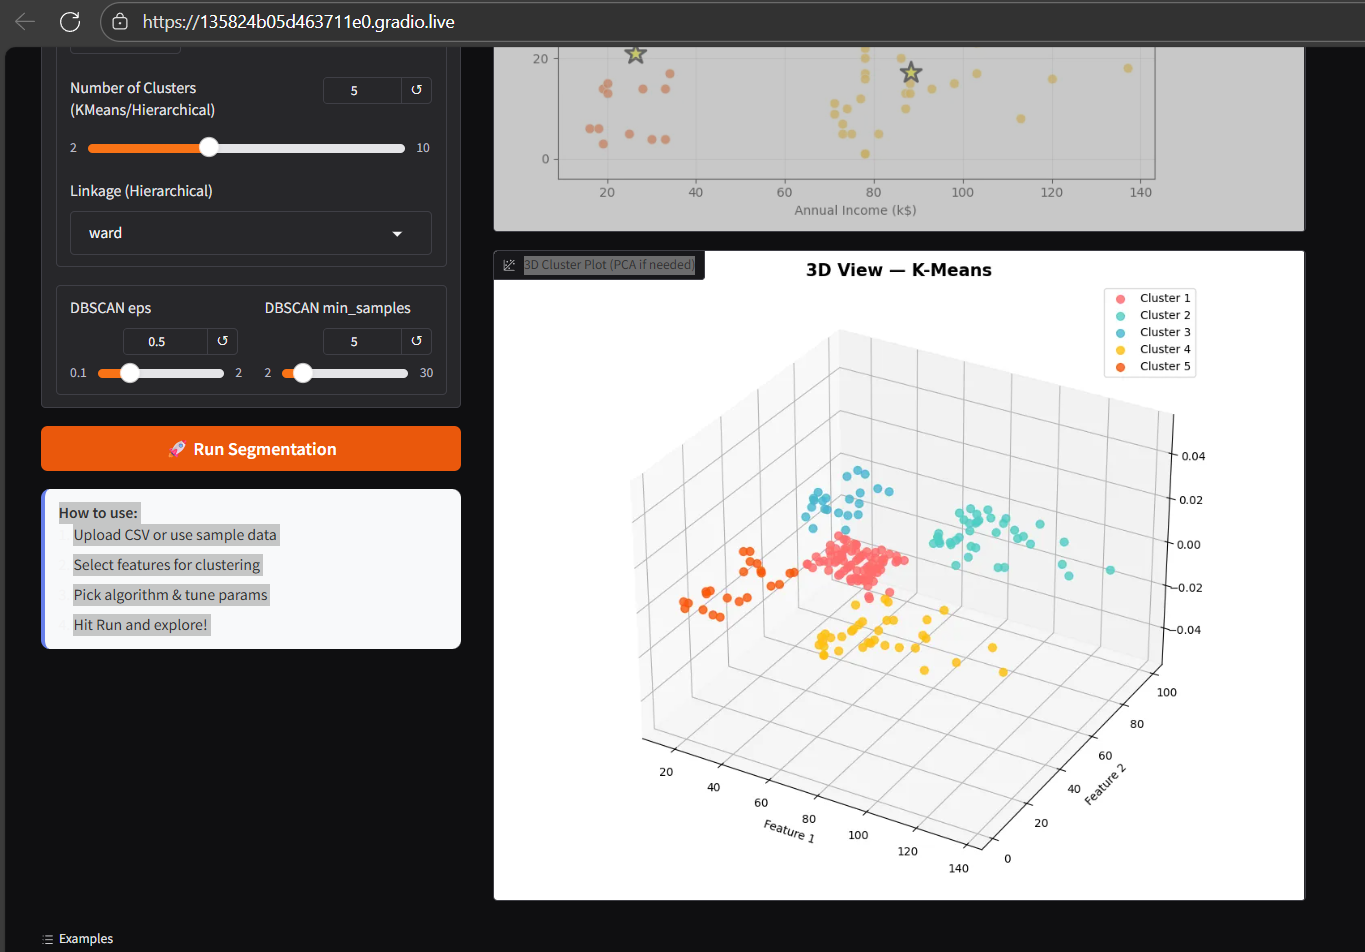 https://135824b05d463711e0.gradio.live
Number of Clusters
(KMeans/Hierarchical)
5
↺
2
10
Linkage (Hierarchical)
ward
DBSCAN eps
0.5
↺
0.1
2
DBSCAN min_samples
5
↺
2
30
🚀 Run Segmentation
How to use:
Upload CSV or use sample data
Select features for clustering
Pick algorithm & tune params
Hit Run and explore!
20
0
20
40
60
80
100
120
140
Annual Income (k$)
3D Cluster Plot (PCA if needed)
3D View — K-Means
Cluster 1
Cluster 2
Cluster 3
Cluster 4
Cluster 5
0.04
0.02
0.00
−0.02
−0.04
100
80
60
40
20
0
Feature 2
20
40
60
80
100
120
140
Feature 1
Examples